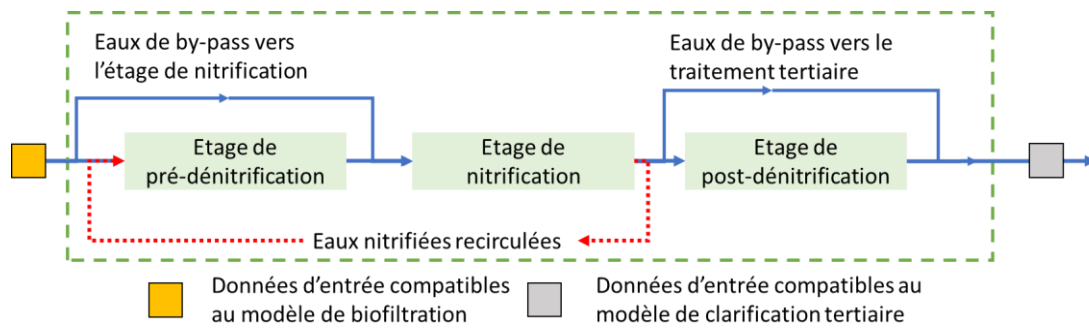 Eaux de by-pass vers
l'étage de nitrification
Eaux de by-pass vers le
traitement tertiaire
Etage de
pré-dénitrification
Etage de
nitrification
Etage de
post-dénitrification
Eaux nitrifiées recirculées
Données d'entrée compatibles
au modèle de biofiltration
Données d'entrée compatibles au
modèle de clarification tertiaire